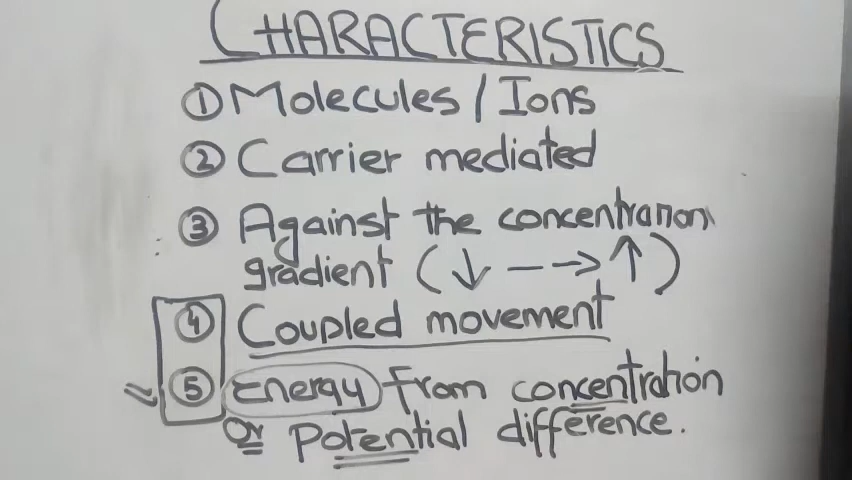 CHARACTERISTICS
① Molecules / Ions
② Carrier mediated
③ Against the concentration
gradient (↓ --→ ↑)
④ Coupled movement
⑤ Energy from concentration
Or potential difference.